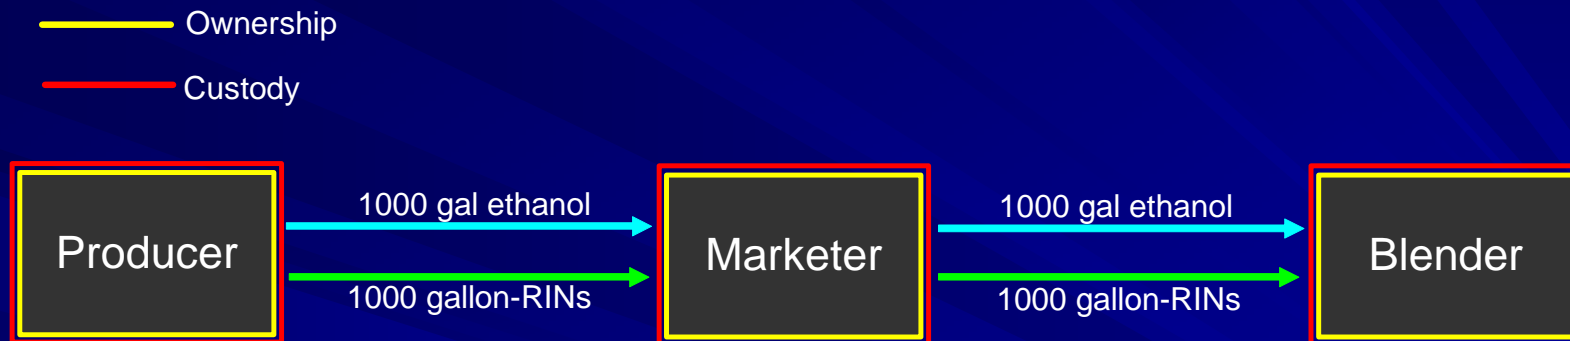 Ownership
Custody
Producer
1000 gal ethanol
1000 gallon-RINs
Marketer
1000 gal ethanol
1000 gallon-RINs
Blender